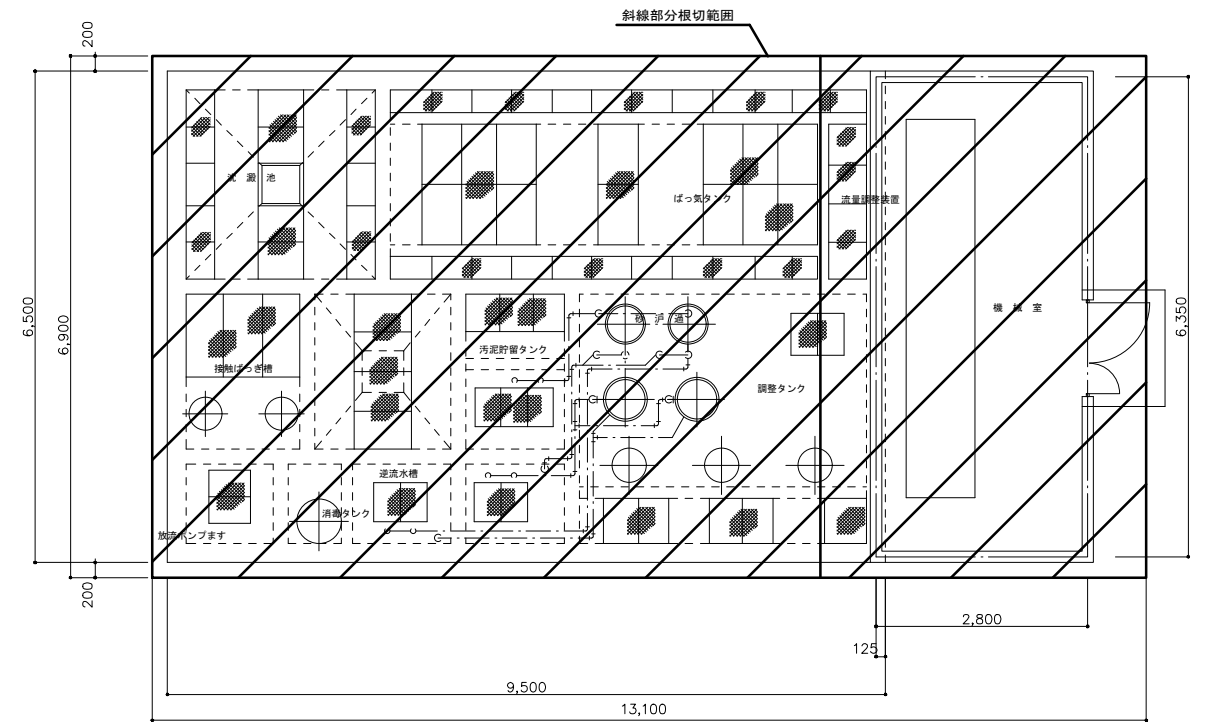 斜線部分根切範囲
200
6,500
6,900
200
沈澱池
ばっ気タンク
流量調整装置
機械室
6,350
砂沪過
汚泥貯留タンク
接触ばっき槽
調整タンク
逆流水槽
消毒タンク
放流ポンプます
2,800
125
9,500
13,100